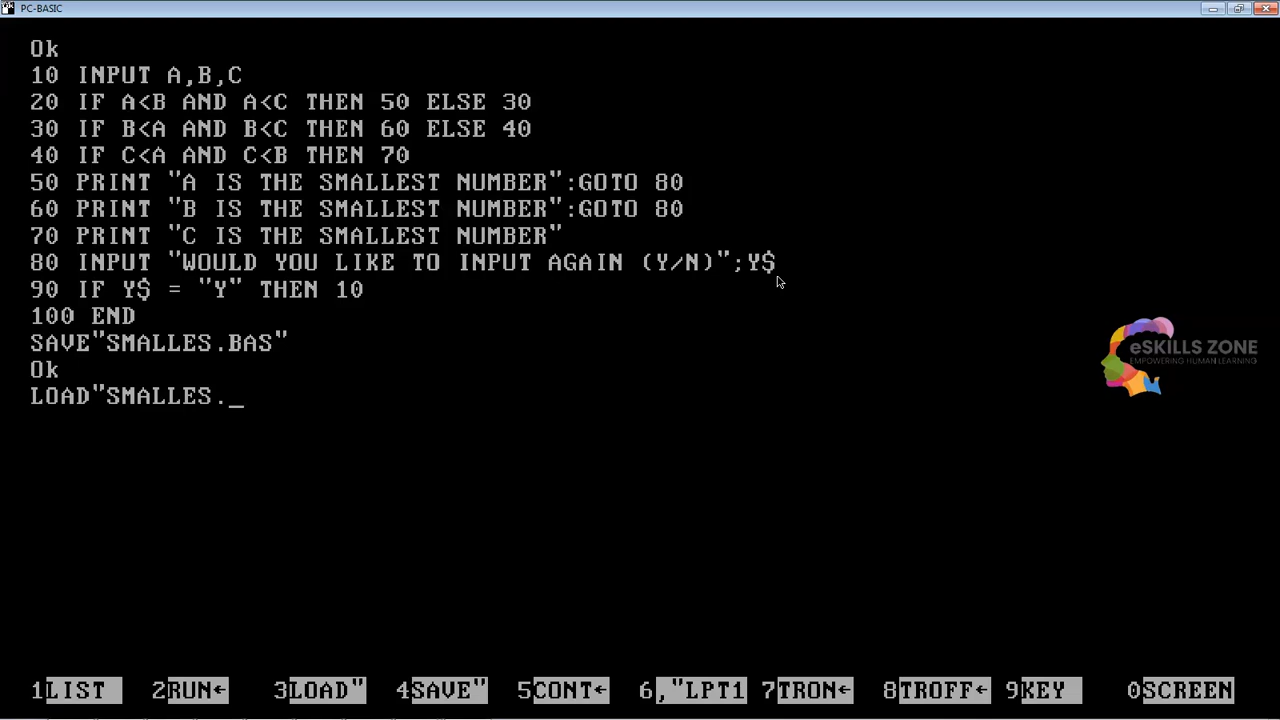 PC-BASIC
Ok
10 INPUT A,B,C
20 IF A<B AND A<C THEN 50 ELSE 30
30 IF B<A AND B<C THEN 60 ELSE 40
40 IF C<A AND C<B THEN 70
50 PRINT "A IS THE SMALLEST NUMBER":GOTO 80
60 PRINT "B IS THE SMALLEST NUMBER":GOTO 80
70 PRINT "C IS THE SMALLEST NUMBER"
80 INPUT "WOULD YOU LIKE TO INPUT AGAIN (Y/N)";Y$
90 IF Y$ = "Y" THEN 10
100 END
SAVE"SMALLES.BAS"
Ok
LOAD"SMALLES._
eSKILLS ZONE
EMPOWERING HUMAN LEARNING
1LIST 2RUN← 3LOAD" 4SAVE" 5CONT← 6,"LPT1 7TRON← 8TROFF← 9KEY 0SCREEN